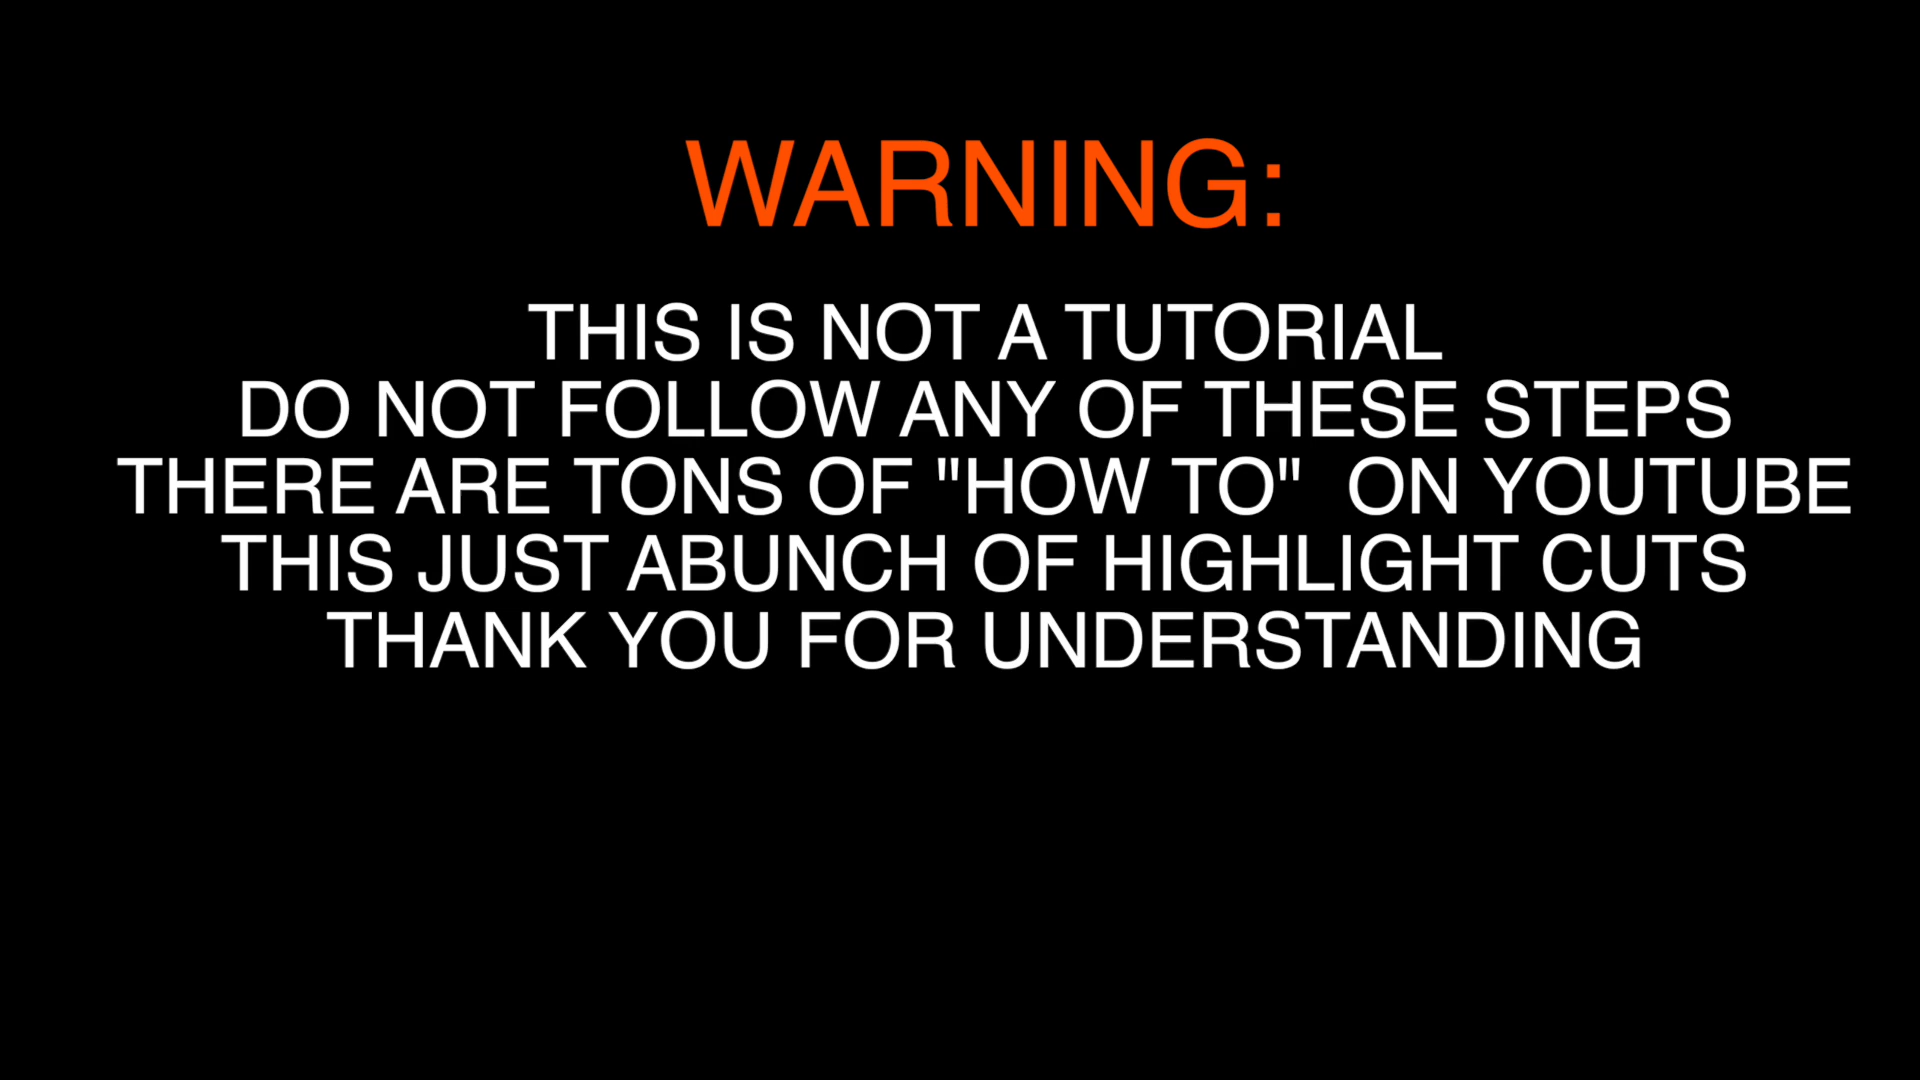 WARNING:
THIS IS NOT A TUTORIAL
DO NOT FOLLOW ANY OF THESE STEPS
THERE ARE TONS OF "HOW TO"  ON YOUTUBE
THIS JUST ABUNCH OF HIGHLIGHT CUTS
THANK YOU FOR UNDERSTANDING